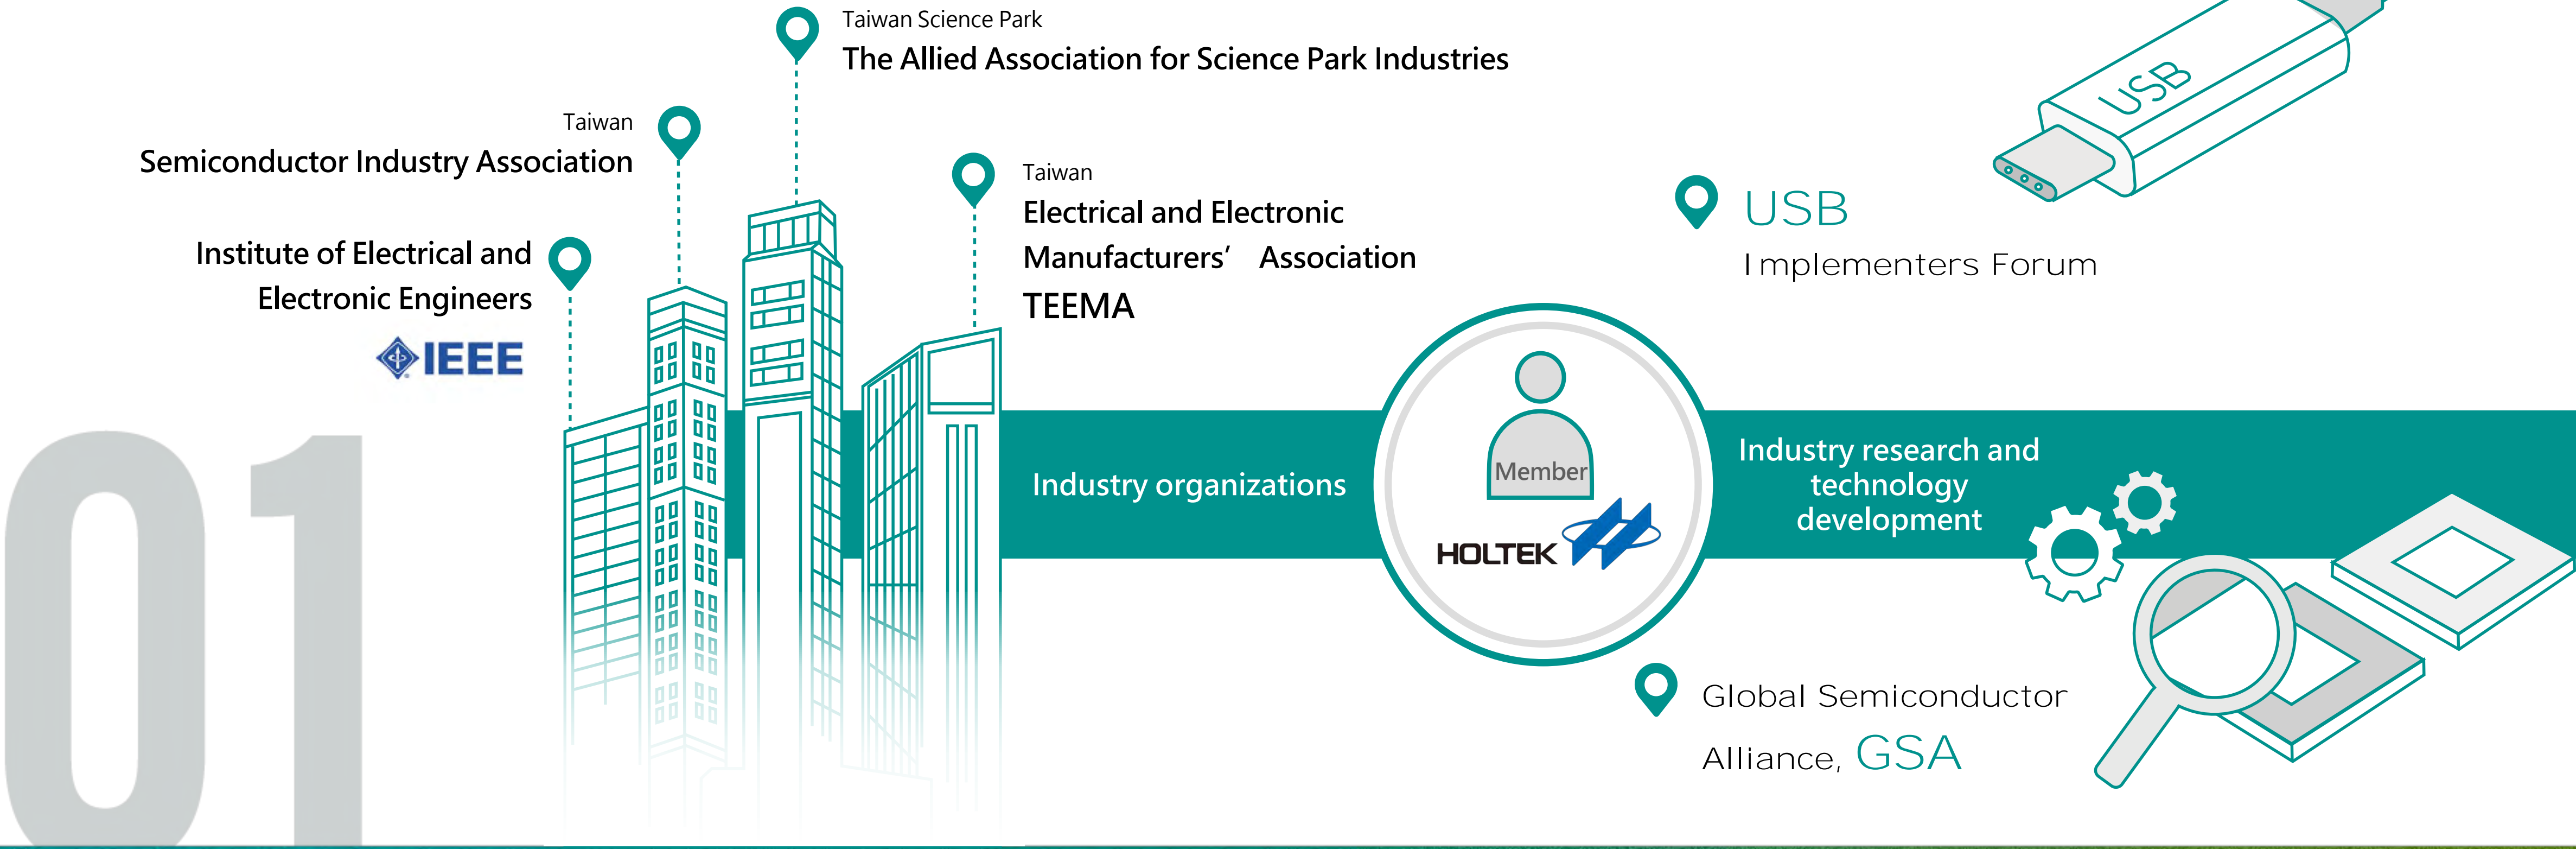 Taiwan Science Park
The Allied Association for Science Park Industries
Taiwan
Semiconductor Industry Association
Institute of Electrical and
Electronic Engineers
IEEE
Taiwan
Electrical and Electronic
Manufacturers’ Association
TEEMA
USB
USB
Implementers Forum
01
Industry organizations
Member
HOLTEK
Industry research and
technology
development
Global Semiconductor
Alliance, GSA